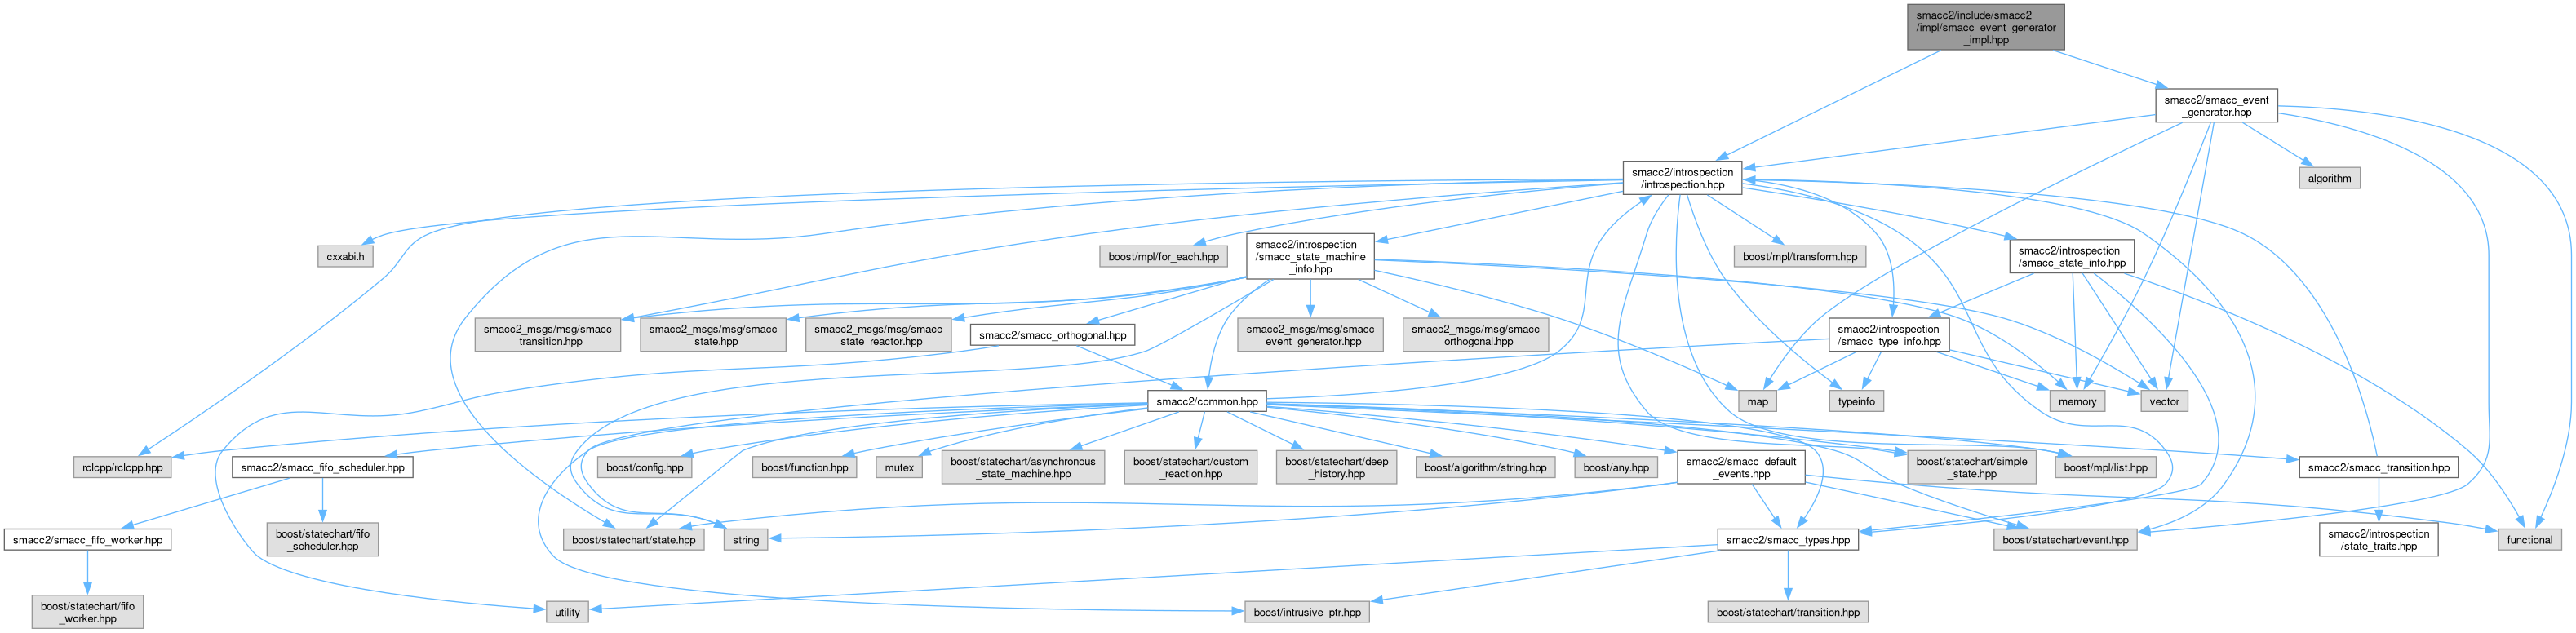 smacc2/include/smacc2
/impl/smacc_event_generator
_impl.hpp
smacc2/smacc_event
_generator.hpp
smacc2/introspection
/introspection.hpp
algorithm
cxxabi.h
boost/mpl/for_each.hpp
smacc2/introspection
/smacc_state_machine
_info.hpp
boost/mpl/transform.hpp
smacc2/introspection
/smacc_state_info.hpp
smacc2_msgs/msg/smacc
_transition.hpp
smacc2_msgs/msg/smacc
_state.hpp
smacc2_msgs/msg/smacc
_state_reactor.hpp
smacc2/smacc_orthogonal.hpp
smacc2_msgs/msg/smacc
_event_generator.hpp
smacc2_msgs/msg/smacc
_orthogonal.hpp
smacc2/introspection
/smacc_type_info.hpp
smacc2/common.hpp
map
typeinfo
memory
vector
rclcpp/rclcpp.hpp
smacc2/smacc_fifo_scheduler.hpp
boost/config.hpp
boost/function.hpp
mutex
boost/statechart/asynchronous
_state_machine.hpp
boost/statechart/custom
_reaction.hpp
boost/statechart/deep
_history.hpp
boost/algorithm/string.hpp
boost/any.hpp
smacc2/smacc_default
_events.hpp
boost/statechart/simple
_state.hpp
boost/mpl/list.hpp
smacc2/smacc_transition.hpp
smacc2/smacc_fifo_worker.hpp
boost/statechart/fifo
_scheduler.hpp
boost/statechart/state.hpp
string
smacc2/smacc_types.hpp
boost/statechart/event.hpp
smacc2/introspection
/state_traits.hpp
functional
boost/statechart/fifo
_worker.hpp
utility
boost/intrusive_ptr.hpp
boost/statechart/transition.hpp